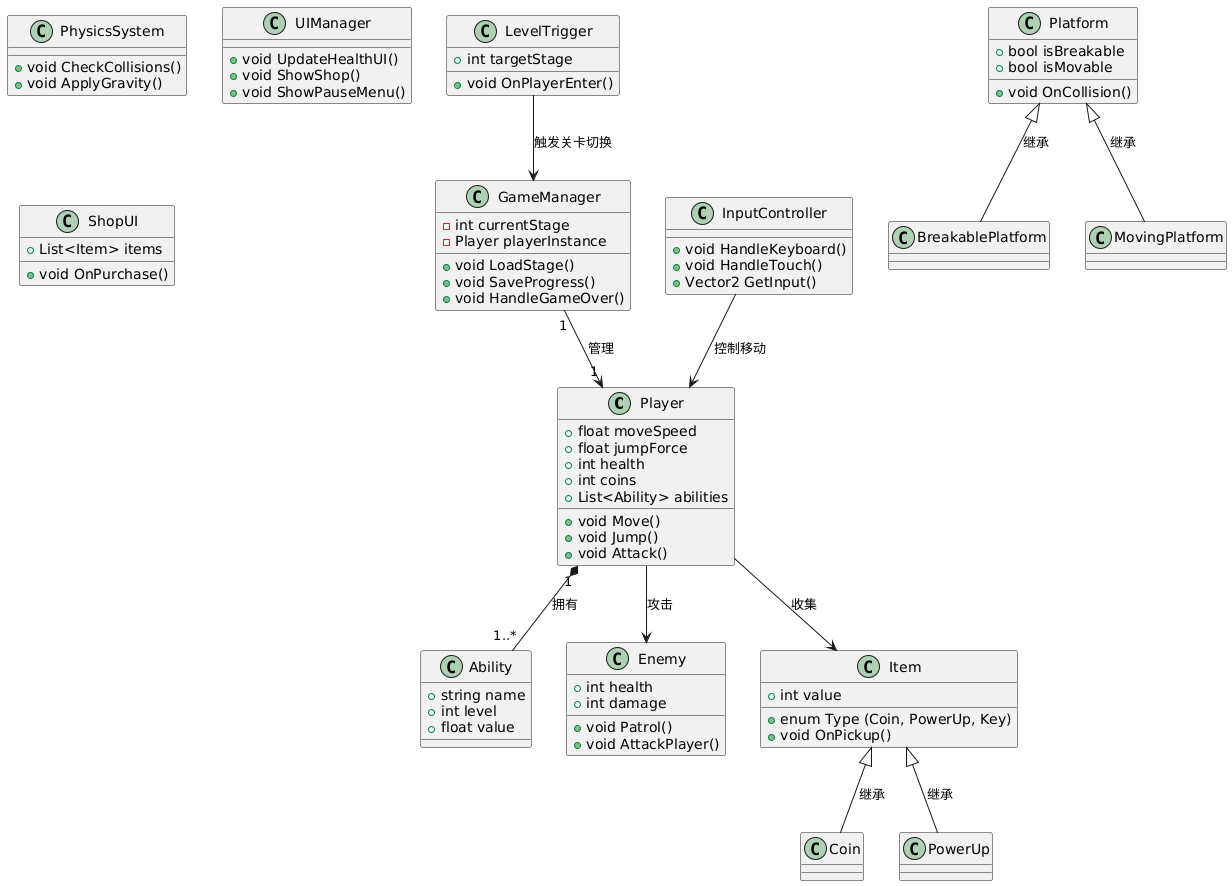 C PhysicsSystem
void CheckCollisions()
void ApplyGravity()
C UIManager
void UpdateHealthUI()
void ShowShop()
void ShowPauseMenu()
C LevelTrigger
int targetStage
void OnPlayerEnter()
C Platform
bool isBreakable
bool isMovable
void OnCollision()
触发关卡切换
继承
继承
C ShopUI
List<Item> items
void OnPurchase()
C GameManager
int currentStage
Player playerInstance
void LoadStage()
void SaveProgress()
void HandleGameOver()
C InputController
void HandleKeyboard()
void HandleTouch()
Vector2 GetInput()
C BreakablePlatform
C MovingPlatform
1
管理
1
控制移动
C Player
float moveSpeed
float jumpForce
int health
int coins
List<Ability> abilities
void Move()
void Jump()
void Attack()
1
拥有
1..*
攻击
收集
C Ability
string name
int level
float value
C Enemy
int health
int damage
void Patrol()
void AttackPlayer()
C Item
int value
enum Type (Coin, PowerUp, Key)
void OnPickup()
继承
继承
C Coin
C PowerUp